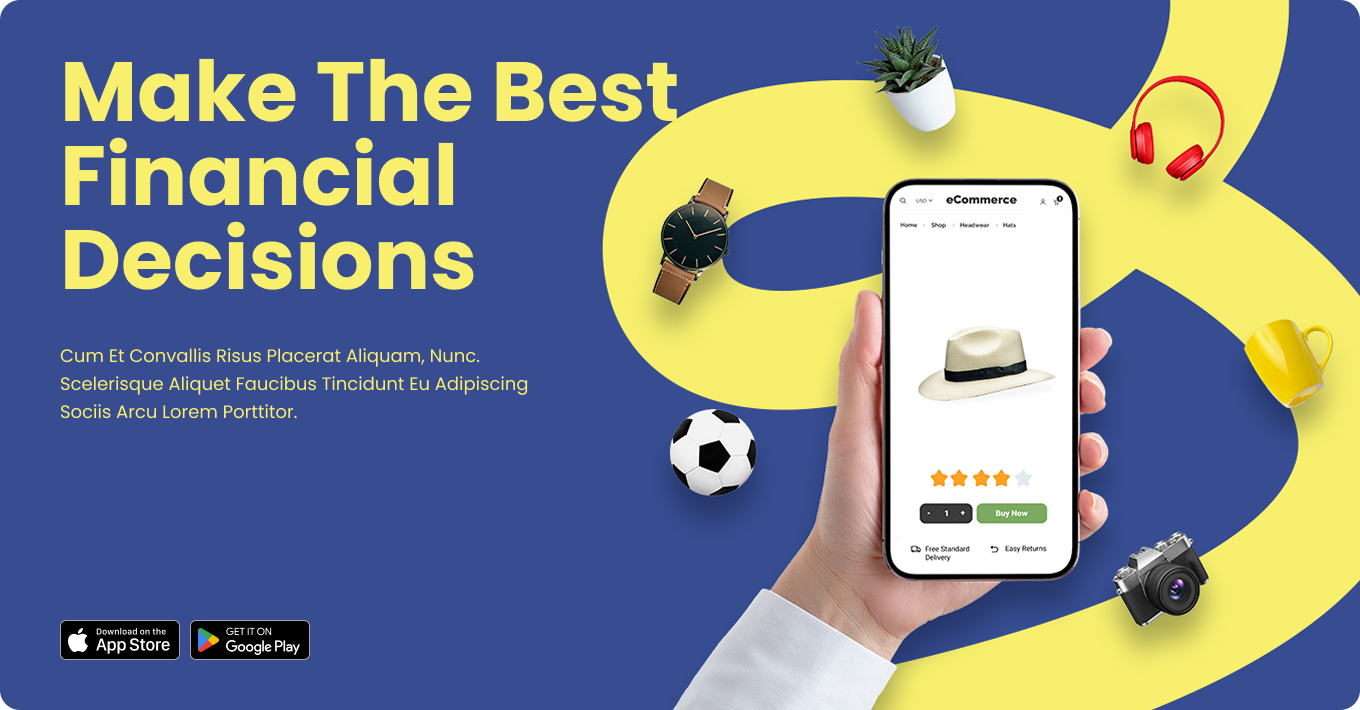 Make The Best
Financial
Decisions
Cum Et Convallis Risus Placerat Aliquam, Nunc.
Scelerisque Aliquet Faucibus Tincidunt Eu Adipiscing
Sociis Arcu Lorem Porttitor.
Download on the
App Store
GET IT ON
Google Play
USD eCommerce
Home Shop Headwear Hats
- 1 + Buy Now
Free Standard Easy Returns
Delivery